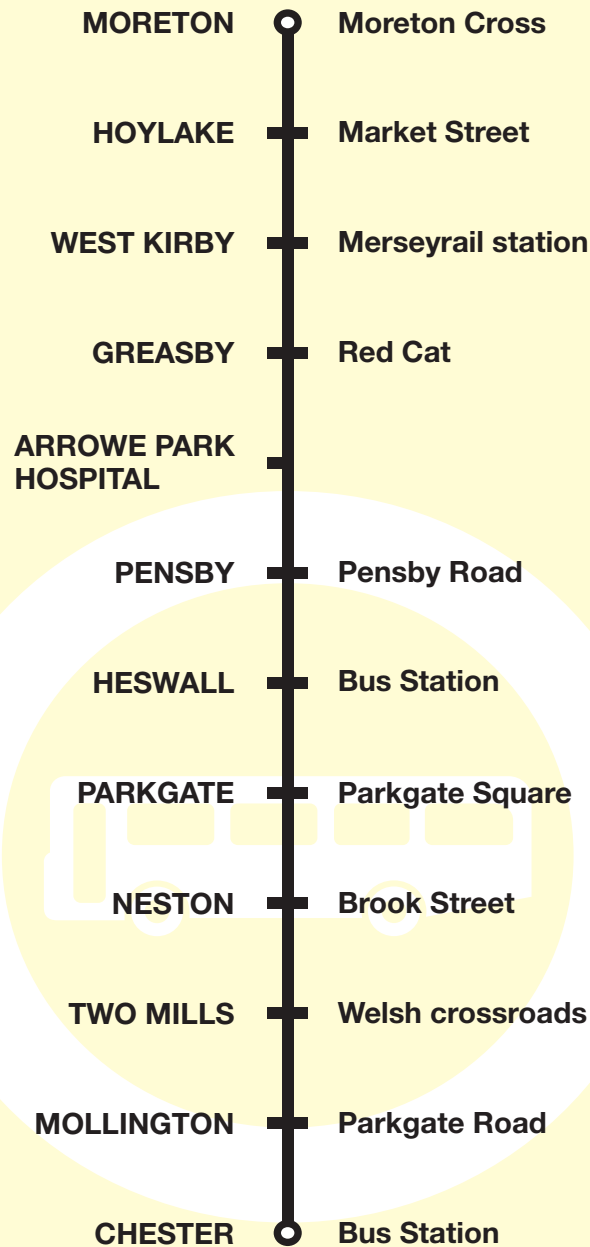 MORETON Moreton Cross
HOYLAKE Market Street
WEST KIRBY Merseyrail station
GREASBY Red Cat
ARROWE PARK
HOSPITAL
PENSBY Pensby Road
HESWALL Bus Station
PARKGATE Parkgate Square
NESTON Brook Street
TWO MILLS Welsh crossroads
MOLLINGTON Parkgate Road
CHESTER Bus Station